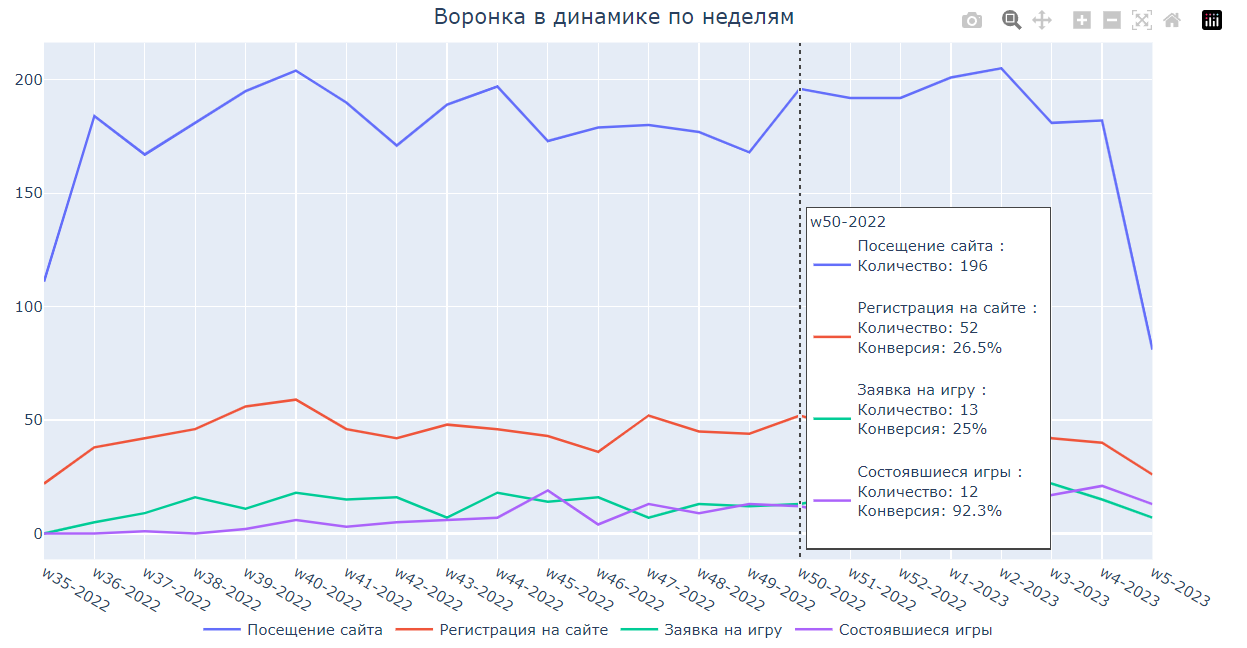 Воронка в динамике по неделям
200
150
100
50
0
w50-2022
Посещение сайта :
Количество: 196
Регистрация на сайте :
Количество: 52
Конверсия: 26.5%
Заявка на игру :
Количество: 13
Конверсия: 25%
Состоявшиеся игры :
Количество: 12
Конверсия: 92.3%
w35-2022
w36-2022
w37-2022
w38-2022
w39-2022
w40-2022
w41-2022
w42-2022
w43-2022
w44-2022
w45-2022
w46-2022
w47-2022
w48-2022
w49-2022
w50-2022
w51-2022
w52-2022
w1-2023
w2-2023
w3-2023
w4-2023
w5-2023
Посещение сайта
Регистрация на сайте
Заявка на игру
Состоявшиеся игры